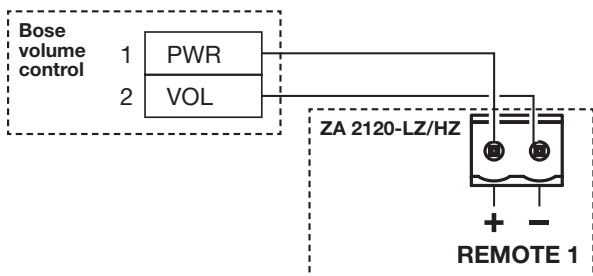 Bose
volume
control
1 PWR
2 VOL
ZA 2120-LZ/HZ
+ –
REMOTE 1